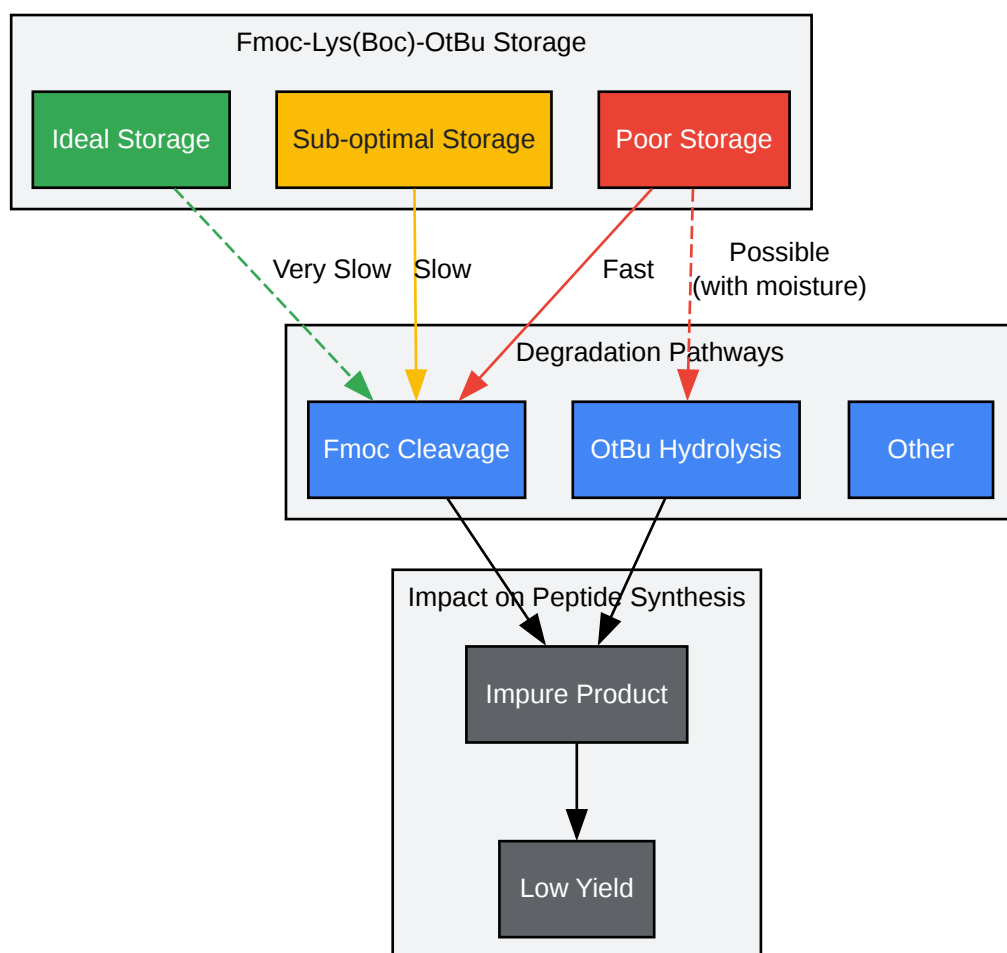 Fmoc-Lys(Boc)-OtBu Storage
Ideal Storage
Sub-optimal Storage
Poor Storage
Very Slow
Slow
Fast
Possible
(with moisture)
Degradation Pathways
Fmoc Cleavage
OtBu Hydrolysis
Other
Impact on Peptide Synthesis
Impure Product
Low Yield